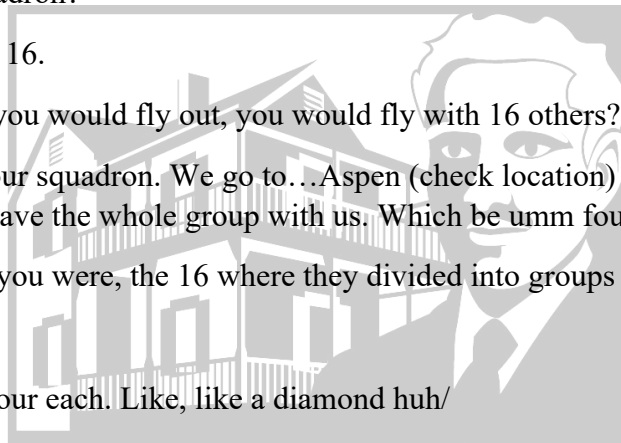 16.
you would fly out, you would fly with 16 others?
our squadron. We go to…Aspen (check location)
ave the whole group with us. Which be umm fou
you were, the 16 where they divided into groups
our each. Like, like a diamond huh/